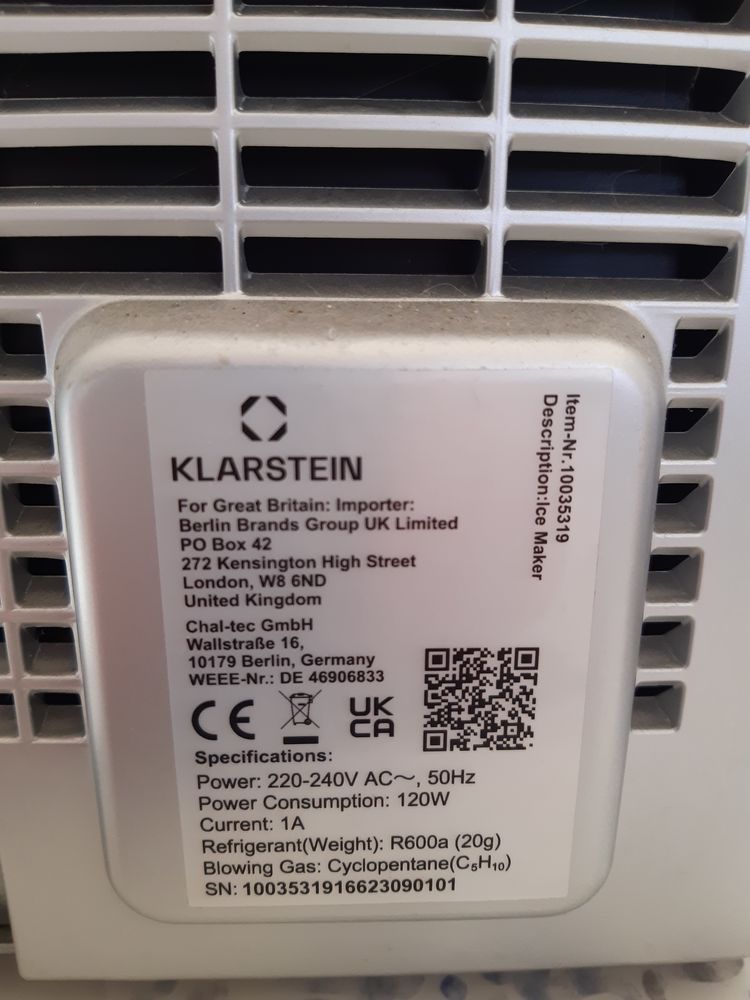 KLARSTEIN
For Great Britain: Importer:
Berlin Brands Group UK Limited
PO Box 42
272 Kensington High Street
London, W8 6ND
United Kingdom
Chal-tec GmbH
Wallstraße 16,
10179 Berlin, Germany
WEEE-Nr.: DE 46906833
CE
UK
CA
Specifications:
Power: 220-240V AC～, 50Hz
Power Consumption: 120W
Current: 1A
Refrigerant(Weight): R600a (20g)
Blowing Gas: Cyclopentane(C₅H₁₀)
SN: 1003531916623090101
Item-Nr.10035319
Description:Ice Maker